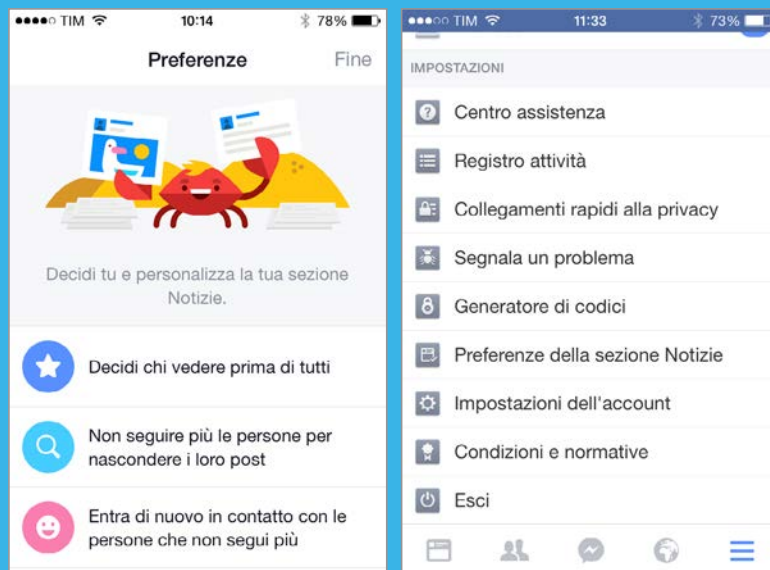 TIM 10:14 78%
Preferenze Fine
Decidi tu e personalizza la tua sezione
Notizie.
Decidi chi vedere prima di tutti
Non seguire più le persone per
nascondere i loro post
Entra di nuovo in contatto con le
persone che non segui più
TIM 11:33 73%
IMPOSTAZIONI
Centro assistenza
Registro attività
Collegamenti rapidi alla privacy
Segnala un problema
Generatore di codici
Preferenze della sezione Notizie
Impostazioni dell'account
Condizioni e normative
Esci